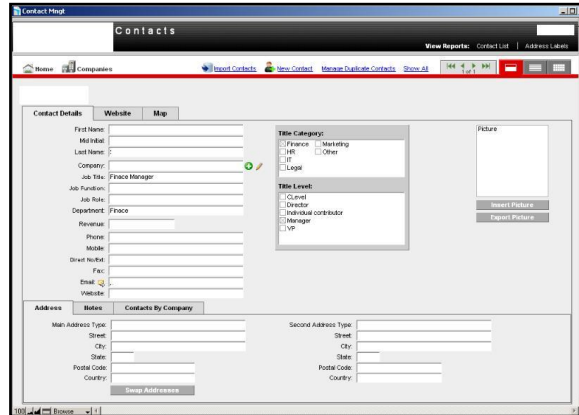 Contact Mngt
Contacts
View Reports: Contact List | Address Labels
Home Companies Import Contacts New Contact Manage Duplicate Contacts Show All 1 of 1
Contact Details Website Map
First Name:
Mid Initial:
Last Name:
Company:
Job Title: Finace Manager
Job Function:
Job Role:
Department: Finace
Revenue:
Phone:
Mobile:
Direct No/Ext:
Fax:
Email:
Website:
Title Category:
Finance Marketing
HR Other
IT
Legal
Title Level:
CLevel
Director
Individual contributor
Manager
VP
Picture
Insert Picture
Export Picture
Address Notes Contacts By Company
Main Address Type:
Street:
City:
State:
Postal Code:
Country:
Swap Addresses
Second Address Type:
Street:
City:
State:
Postal Code:
Country:
100 Browse